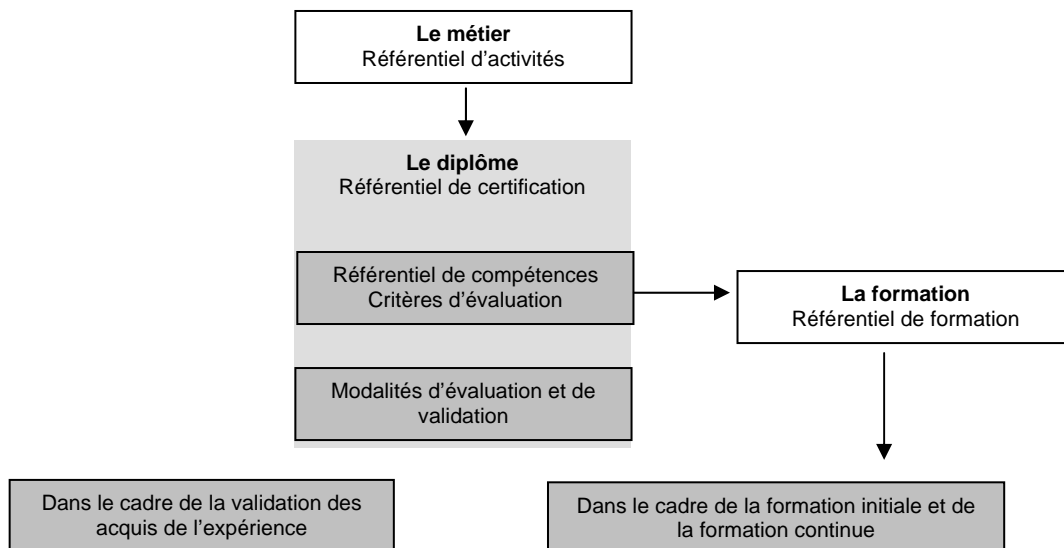 Le métier
Référentiel d'activités
Le diplôme
Référentiel de certification
Référentiel de compétences
Critères d'évaluation
La formation
Référentiel de formation
Modalités d'évaluation et de
validation
Dans le cadre de la validation des
acquis de l'expérience
Dans le cadre de la formation initiale et de
la formation continue